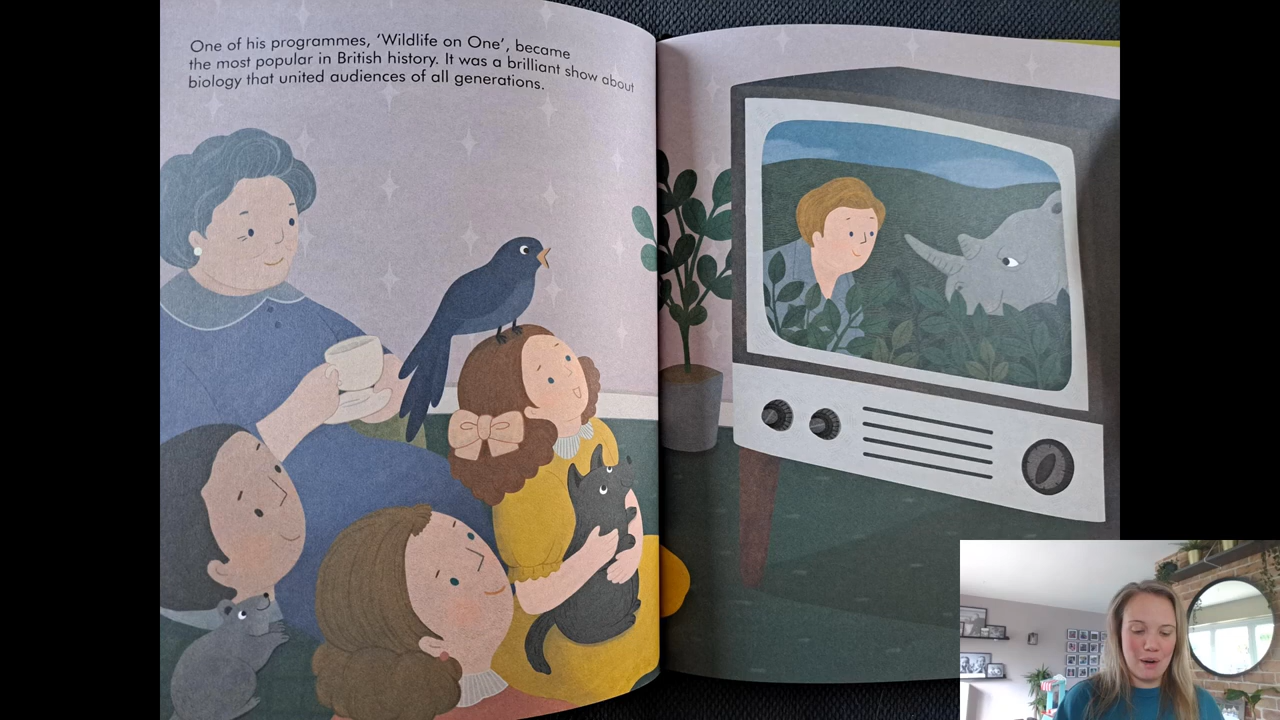 One of his programmes, ‘Wildlife on One’, became
the most popular in British history. It was a brilliant show about
biology that united audiences of all generations.